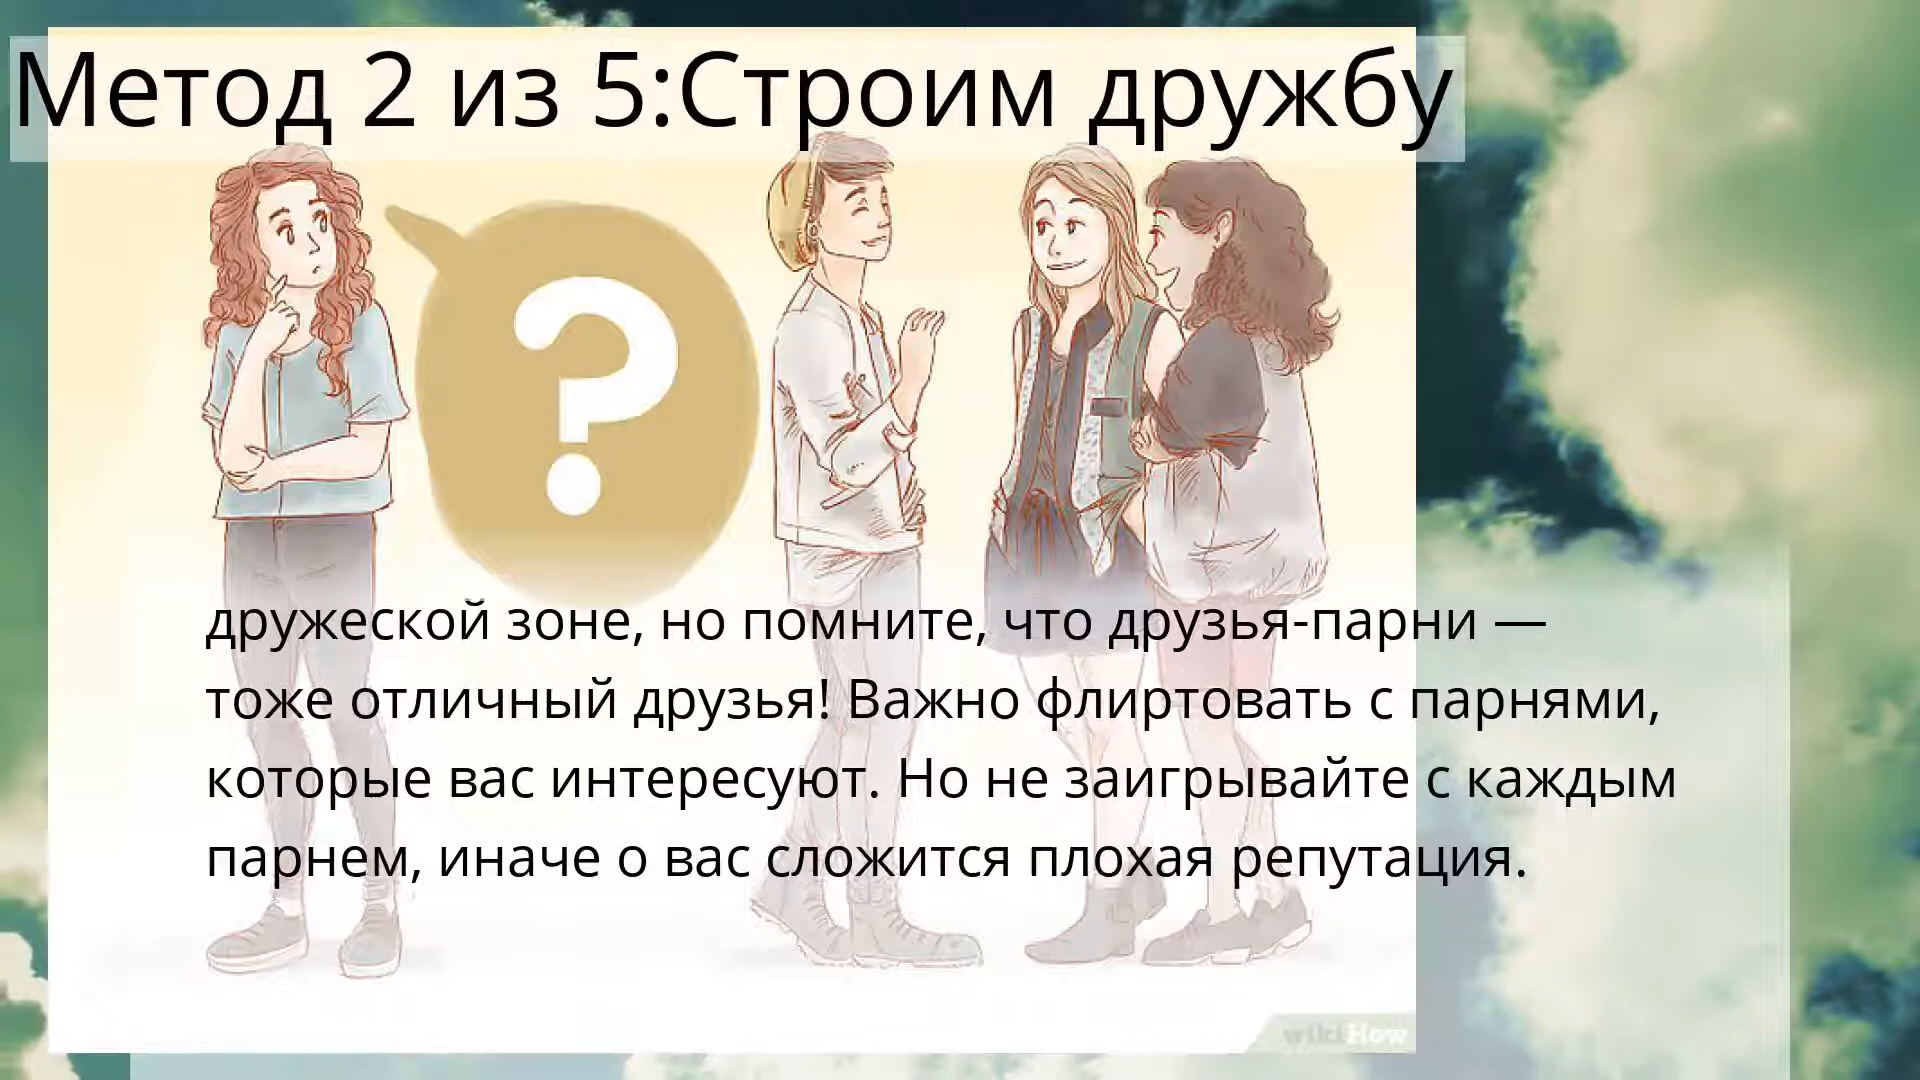 Метод 2 из 5:Строим дружбу
?
дружеской зоне, но помните, что друзья-парни —
тоже отличный друзья! Важно флиртовать с парнями,
которые вас интересуют. Но не заигрывайте с каждым
парнем, иначе о вас сложится плохая репутация.
wikiHow